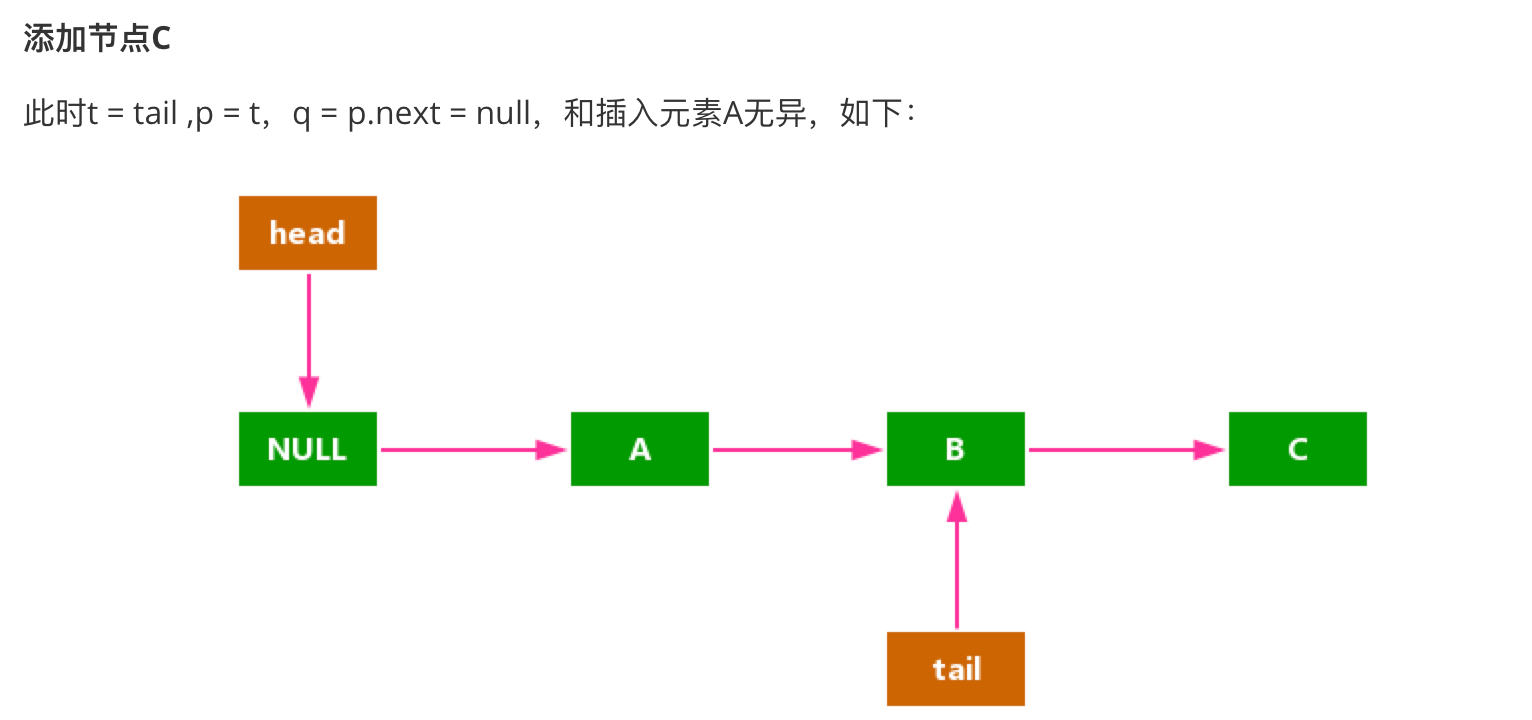 添加节点C
此时t = tail ,p = t，q = p.next = null，和插入元素A无异，如下：
head
NULL
A
B
C
tail